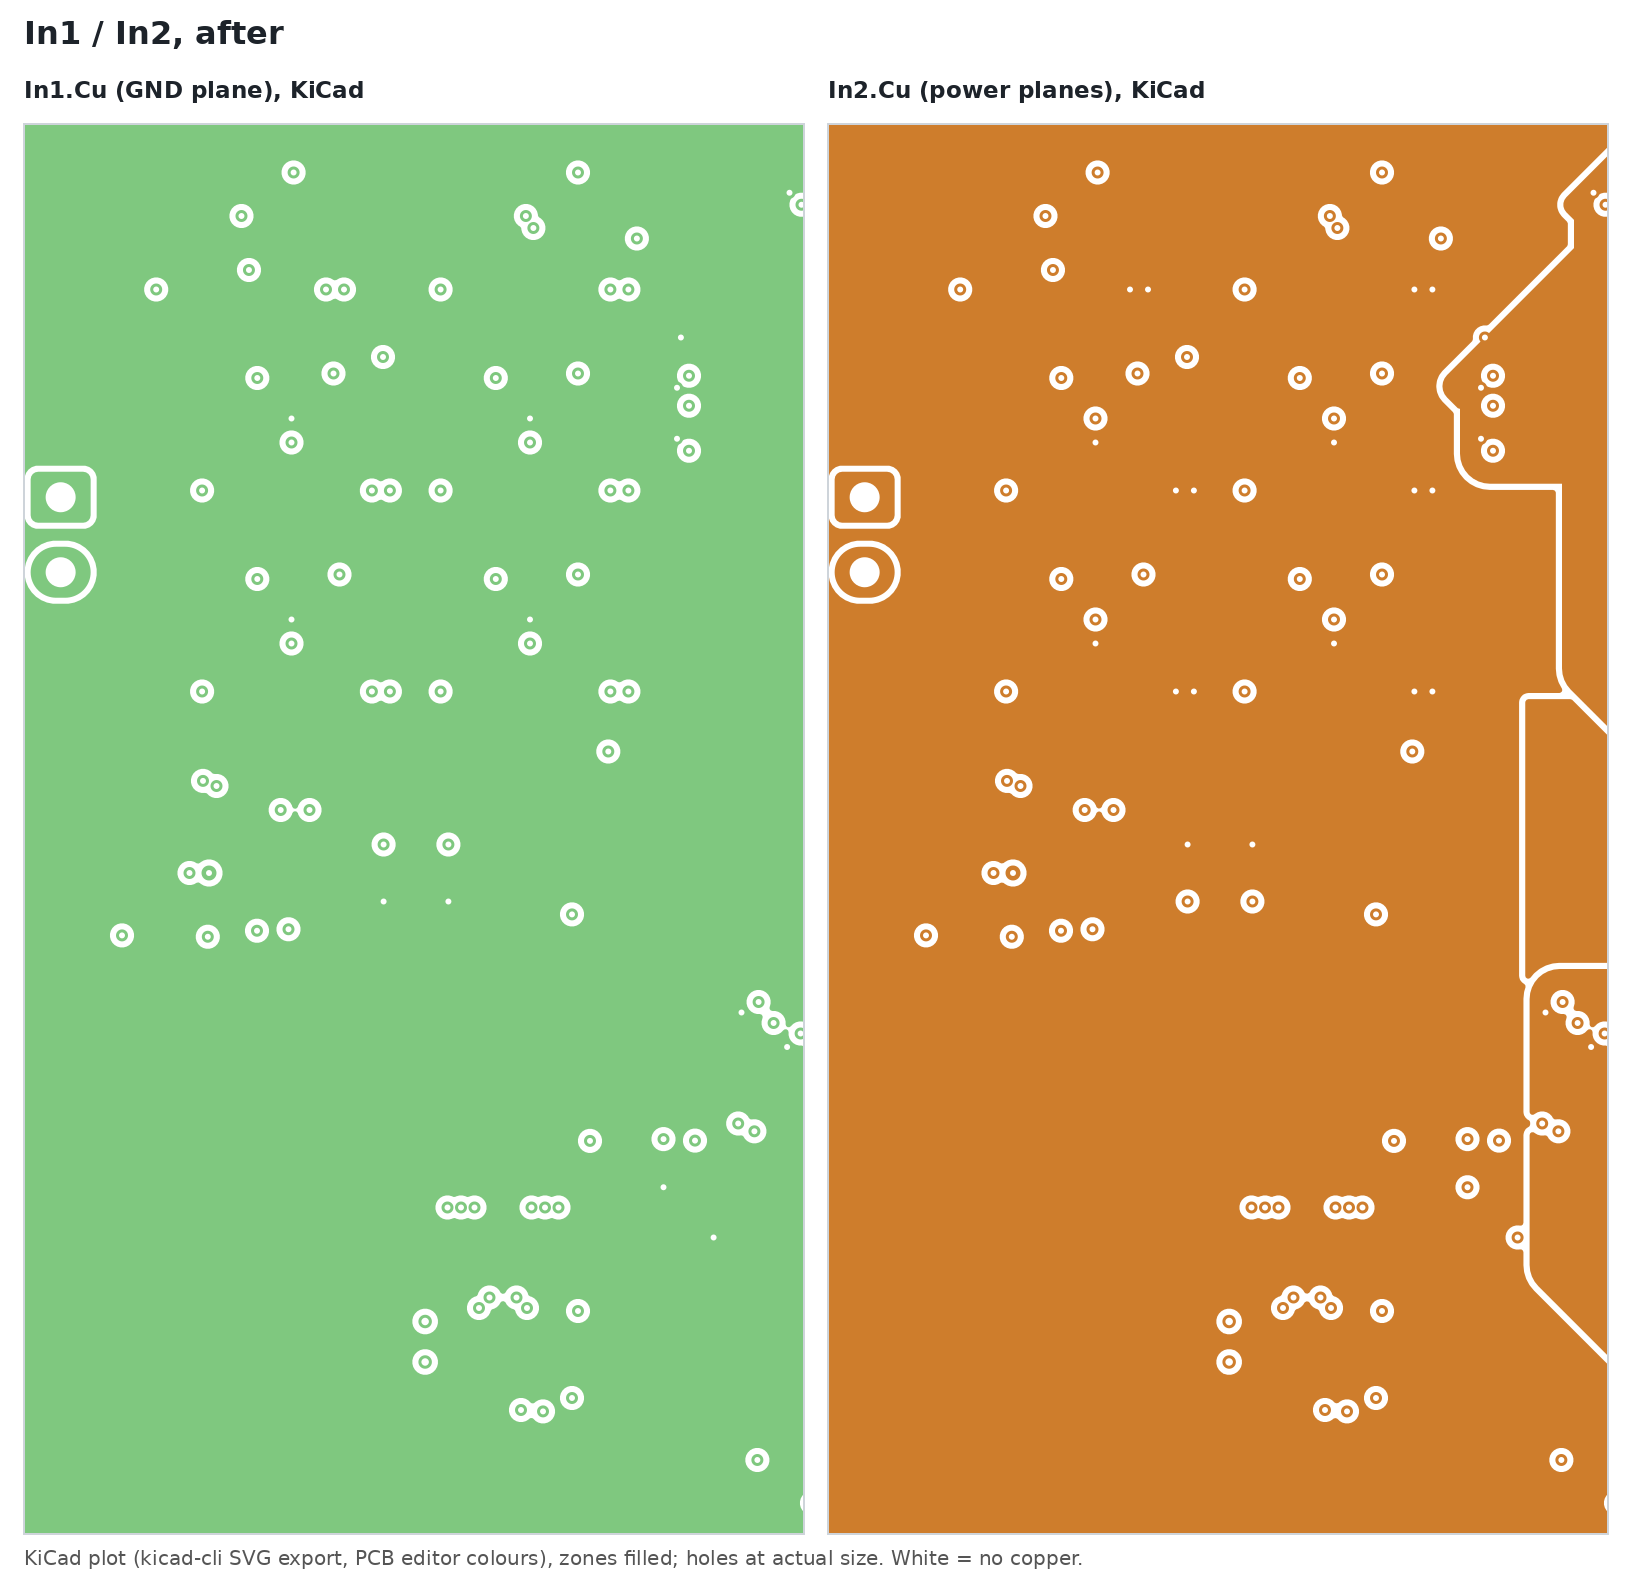 In1 / In2, after
In1.Cu (GND plane), KiCad
In2.Cu (power planes), KiCad
KiCad plot (kicad-cli SVG export, PCB editor colours), zones filled; holes at actual size. White = no copper.